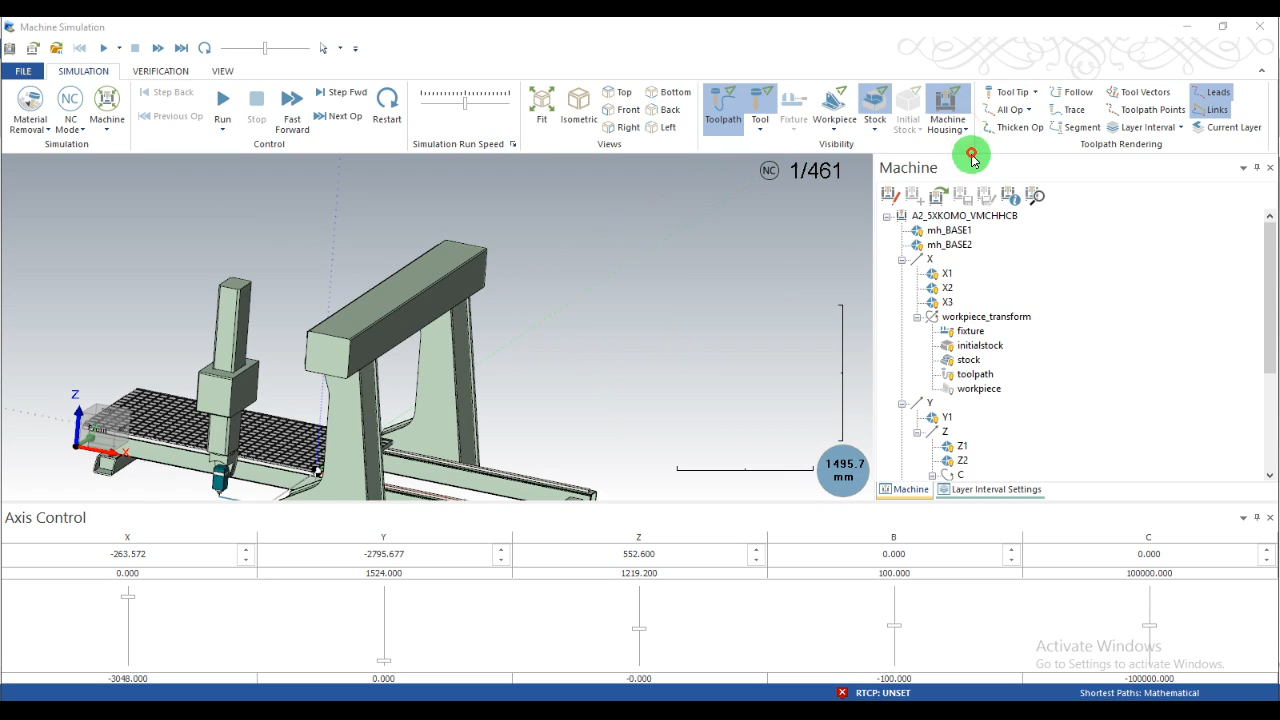 Machine Simulation
FILE SIMULATION VERIFICATION VIEW
Material Removal
NC Mode
Machine
Simulation
Step Back
Previous Op
Run
Stop
Fast Forward
Step Fwd
Next Op
Restart
Control
Simulation Run Speed
Fit
Isometric
Top
Front
Right
Bottom
Back
Left
Views
Toolpath
Tool
Fixture
Workpiece
Stock
Initial Stock
Machine Housing
Visibility
Tool Tip
All Op
Thicken Op
Follow
Trace
Segment
Tool Vectors
Toolpath Points
Layer Interval
Leads
Links
Current Layer
Toolpath Rendering
NC 1/461
Z
X
1495.7
mm
Machine
A2_5XKOMO_VMCHHCB
mh_BASE1
mh_BASE2
X
X1
X2
X3
workpiece_transform
fixture
initialstock
stock
toolpath
workpiece
Y
Y1
Z
Z1
Z2
C
Machine Layer Interval Settings
Axis Control
X Y Z B C
-263.572 -2795.677 552.600 0.000 0.000
0.000 1524.000 1219.200 100.000 100000.000
Activate Windows
Go to Settings to activate Windows.
-3048.000 0.000 -0.000 -100.000 -100000.000
RTCP: UNSET Shortest Paths: Mathematical